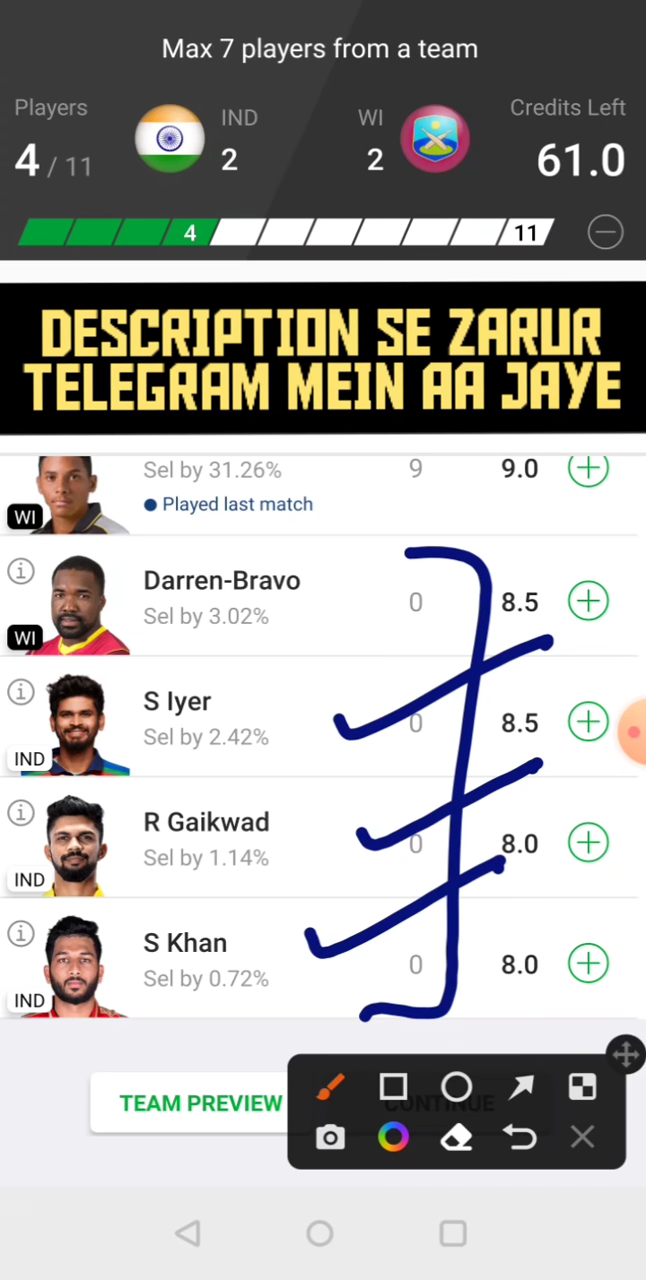 Max 7 players from a team
Players
IND
WI
Credits Left
4 / 11
2
2
61.0
4
11
DESCRIPTION SE ZARUR
TELEGRAM MEIN AA JAYE
Sel by 31.26%
9
9.0
Played last match
WI
Darren-Bravo
Sel by 3.02%
0
8.5
WI
S Iyer
Sel by 2.42%
0
8.5
IND
R Gaikwad
Sel by 1.14%
0
8.0
IND
S Khan
Sel by 0.72%
0
8.0
IND
TEAM PREVIEW
CONTINUE